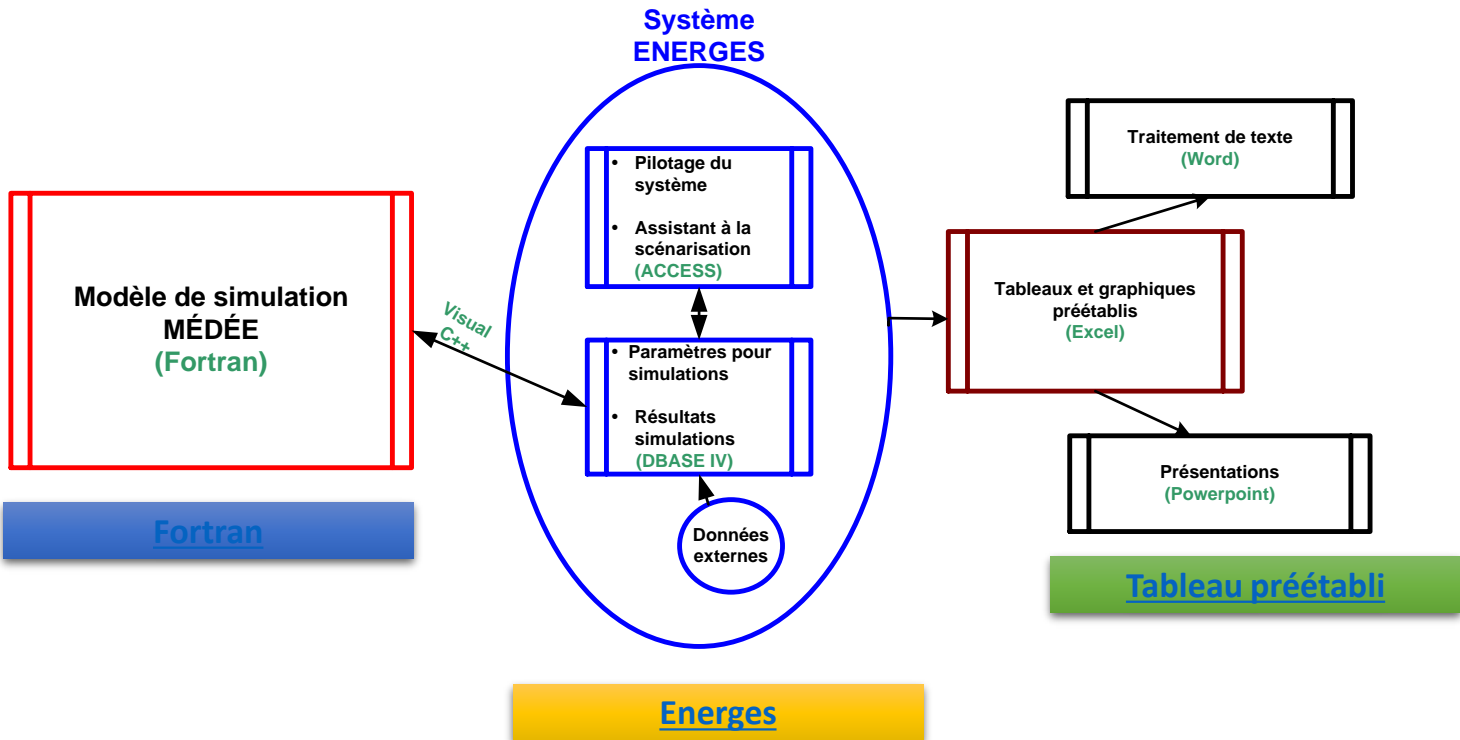 Système
ENERGES
Modèle de simulation
MÉDÉE
(Fortran)
Fortran
Visual
C++
• Pilotage du
système
• Assistant à la
scénarisation
(ACCESS)
• Paramètres pour
simulations
• Résultats
simulations
(DBASE IV)
Données
externes
Energes
Traitement de texte
(Word)
Tableaux et graphiques
préétablis
(Excel)
Présentations
(Powerpoint)
Tableau préétabli